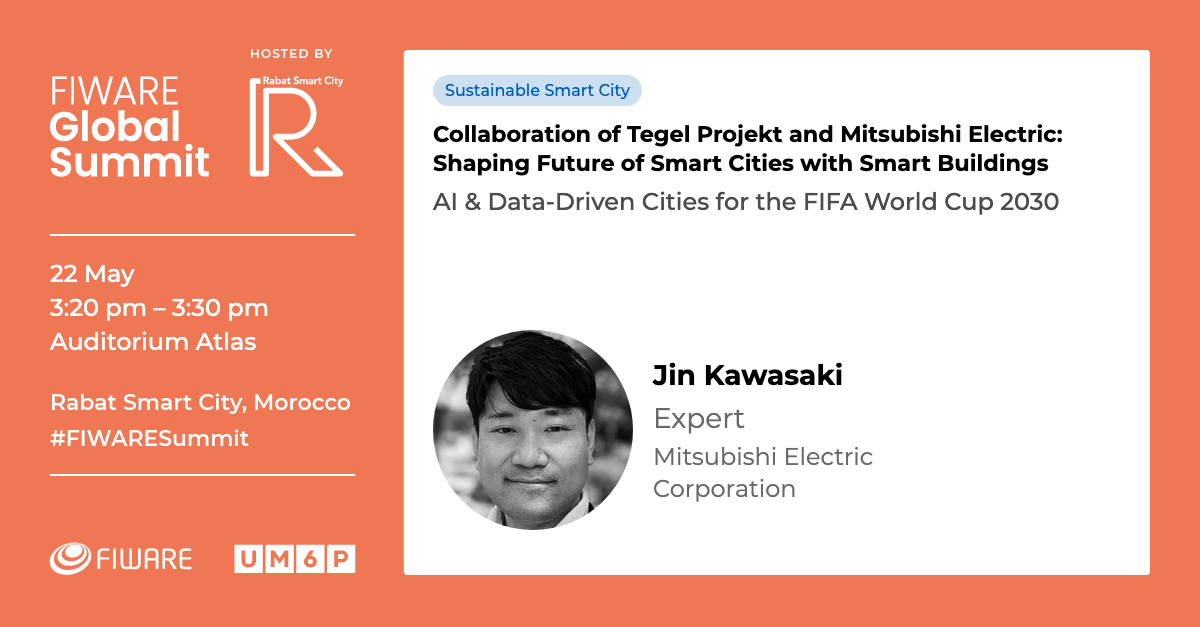 FIWARE
Global
Summit
HOSTED BY
Rabat Smart City
R
22 May
3:20 pm – 3:30 pm
Auditorium Atlas
Rabat Smart City, Morocco
#FIWARESummit
FIWARE
UM6P
Sustainable Smart City
Collaboration of Tegel Projekt and Mitsubishi Electric:
Shaping Future of Smart Cities with Smart Buildings
AI & Data-Driven Cities for the FIFA World Cup 2030
Jin Kawasaki
Expert
Mitsubishi Electric
Corporation